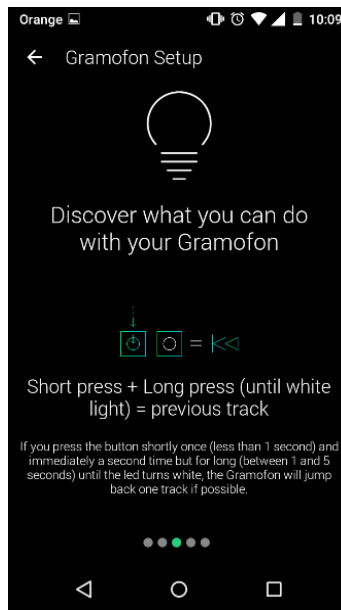 Orange 10:09
Gramofon Setup
Discover what you can do
with your Gramofon
=
Short press + Long press (until white
light) = previous track
If you press the button shortly once (less than 1 second) and
immediately a second time but for long (between 1 and 5
seconds) until the led turns white, the Gramofon will jump
back one track if possible.